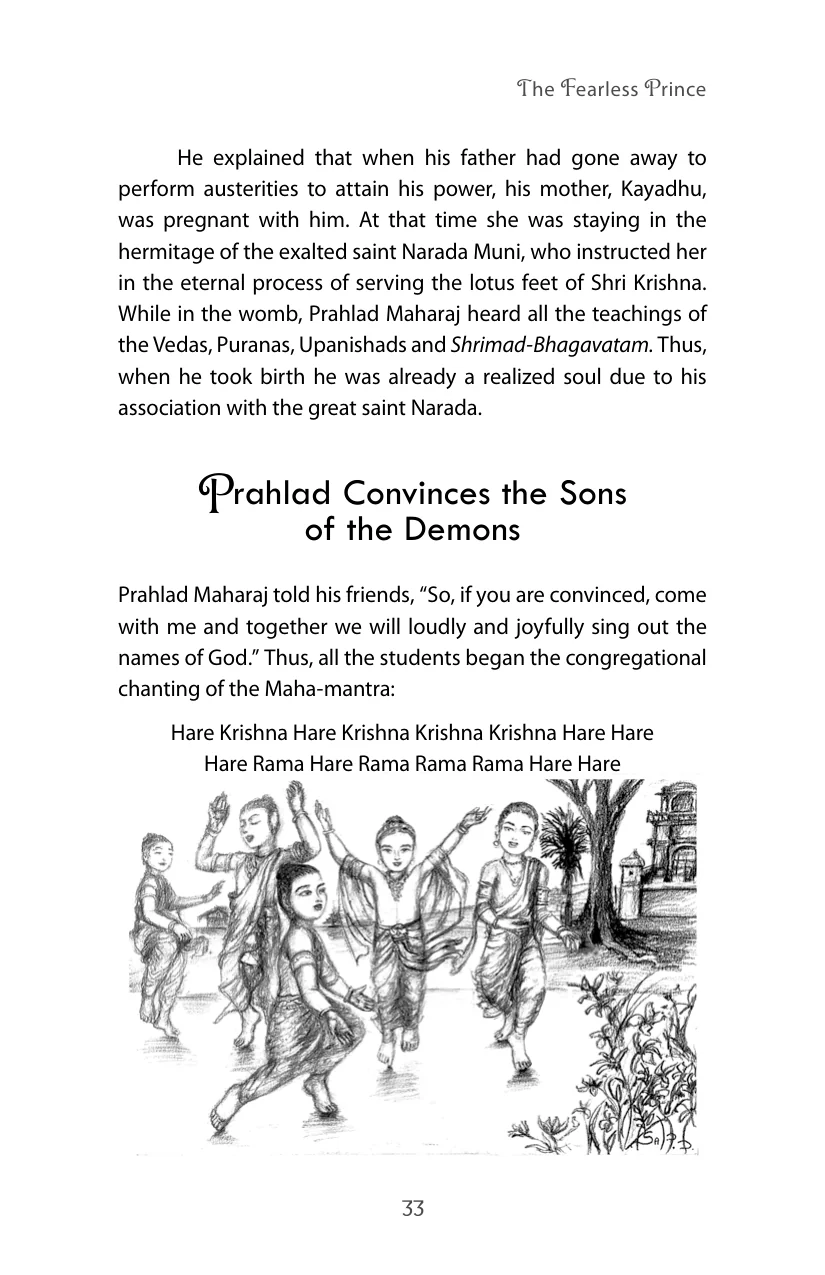 The Fearless Prince
He explained that when his father had gone away to
perform austerities to attain his power, his mother, Kayadhu,
was pregnant with him. At that time she was staying in the
hermitage of the exalted saint Narada Muni, who instructed her
in the eternal process of serving the lotus feet of Shri Krishna.
While in the womb, Prahlad Maharaj heard all the teachings of
the Vedas, Puranas, Upanishads and Shrimad-Bhagavatam. Thus,
when he took birth he was already a realized soul due to his
association with the great saint Narada.
Prahlad Convinces the Sons
of the Demons
Prahlad Maharaj told his friends, “So, if you are convinced, come
with me and together we will loudly and joyfully sing out the
names of God.” Thus, all the students began the congregational
chanting of the Maha-mantra:
Hare Krishna Hare Krishna Krishna Krishna Hare Hare
Hare Rama Hare Rama Rama Rama Hare Hare
33